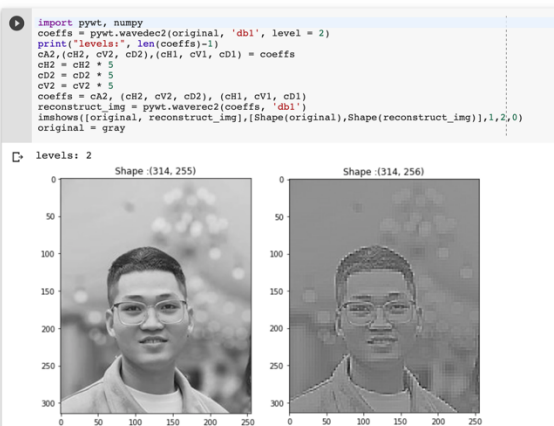 import pywt, numpy
coeffs = pywt.wavedec2(original, 'db1', level = 2)
print("levels:", len(coeffs)-1)
cA2,(cH2, cV2, cD2),(cH1, cV1, cD1) = coeffs
cH2 = cH2 * 5
cD2 = cD2 * 5
cV2 = cV2 * 5
coeffs = cA2, (cH2, cV2, cD2), (cH1, cV1, cD1)
reconstruct_img = pywt.waverec2(coeffs, 'db1')
imshows([original, reconstruct_img],[Shape(original),Shape(reconstruct_img)],1,2,0)
original = gray
levels: 2
Shape :(314, 255)
Shape :(314, 256)
0
50
100
150
200
250
300
0 50 100 150 200 250
0
50
100
150
200
250
300
0 50 100 150 200 250